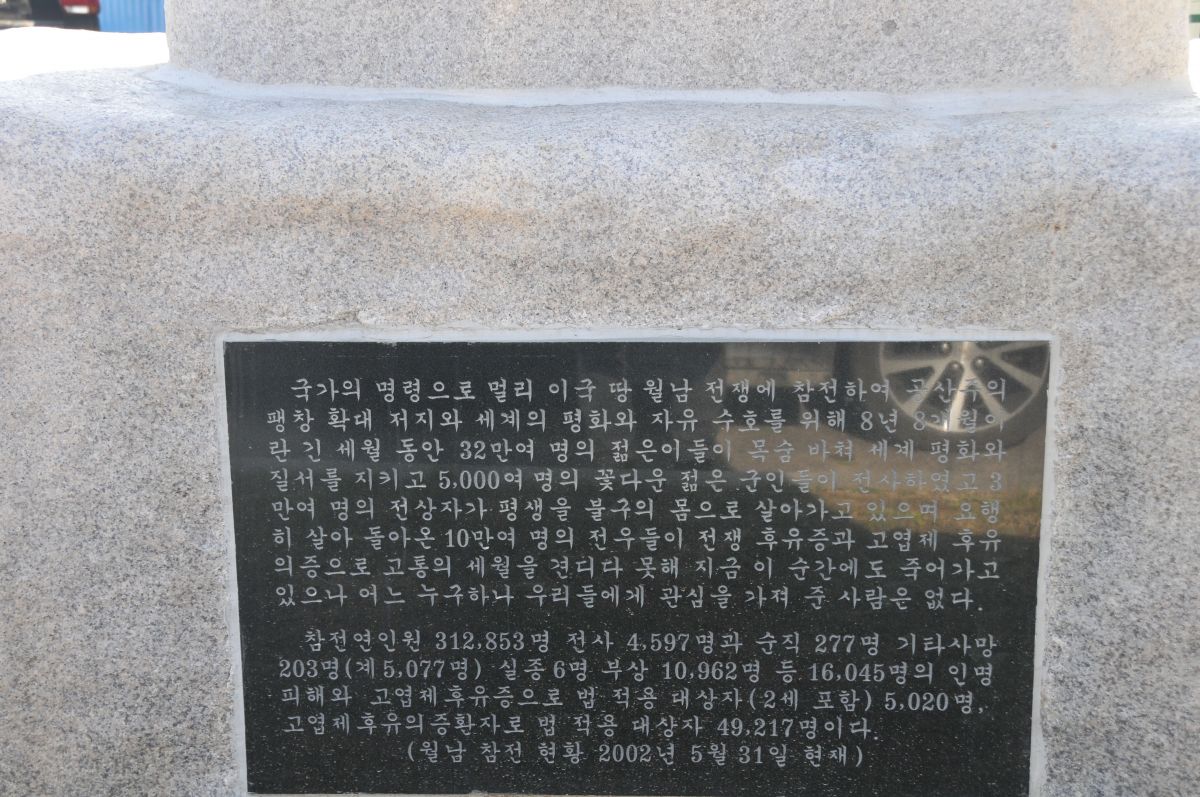 국가의 명령으로 멀리 이국 땅 월남 전쟁에 참전하여 공산주의
팽창 확대 저지와 세계의 평화와 자유 수호를 위해 8년 8개월이
란 긴 세월 동안 32만여 명의 젊은이들이 목숨 바쳐 세계 평화와
질서를 지키고 5,000여 명의 꽃다운 젊은 군인들이 전사하였고 3
만여 명의 전상자가 평생을 불구의 몸으로 살아가고 있으며 요행
히 살아 돌아온 10만여 명의 전우들이 전쟁 후유증과 고엽제 후유
의증으로 고통의 세월을 견디다 못해 지금 이 순간에도 죽어가고
있으나 어느 누구하나 우리들에게 관심을 가져 준 사람은 없다.
참전연인원 312,853명 전사 4,597명과 순직 277명 기타사망
203명(계5,077명) 실종6명 부상 10,962명 등 16,045명의 인명
피해와 고엽제후유증으로 법 적용 대상자(2세 포함) 5,020명,
고엽제후유의증환자로 법 적용 대상자 49,217명이다.
(월남 참전 현황 2002년 5월 31일 현재)